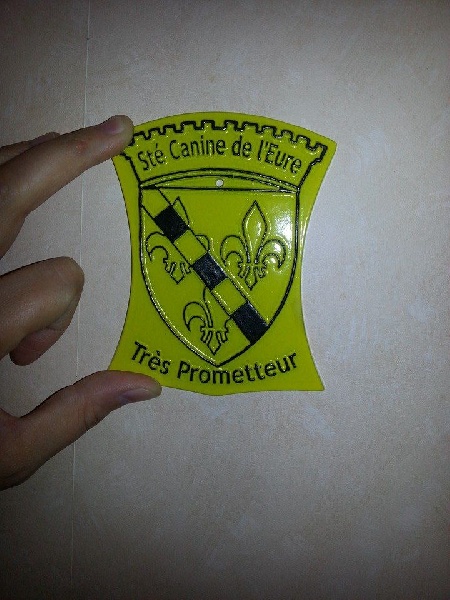 Sté Canine de l'Eure
Très Prometteur